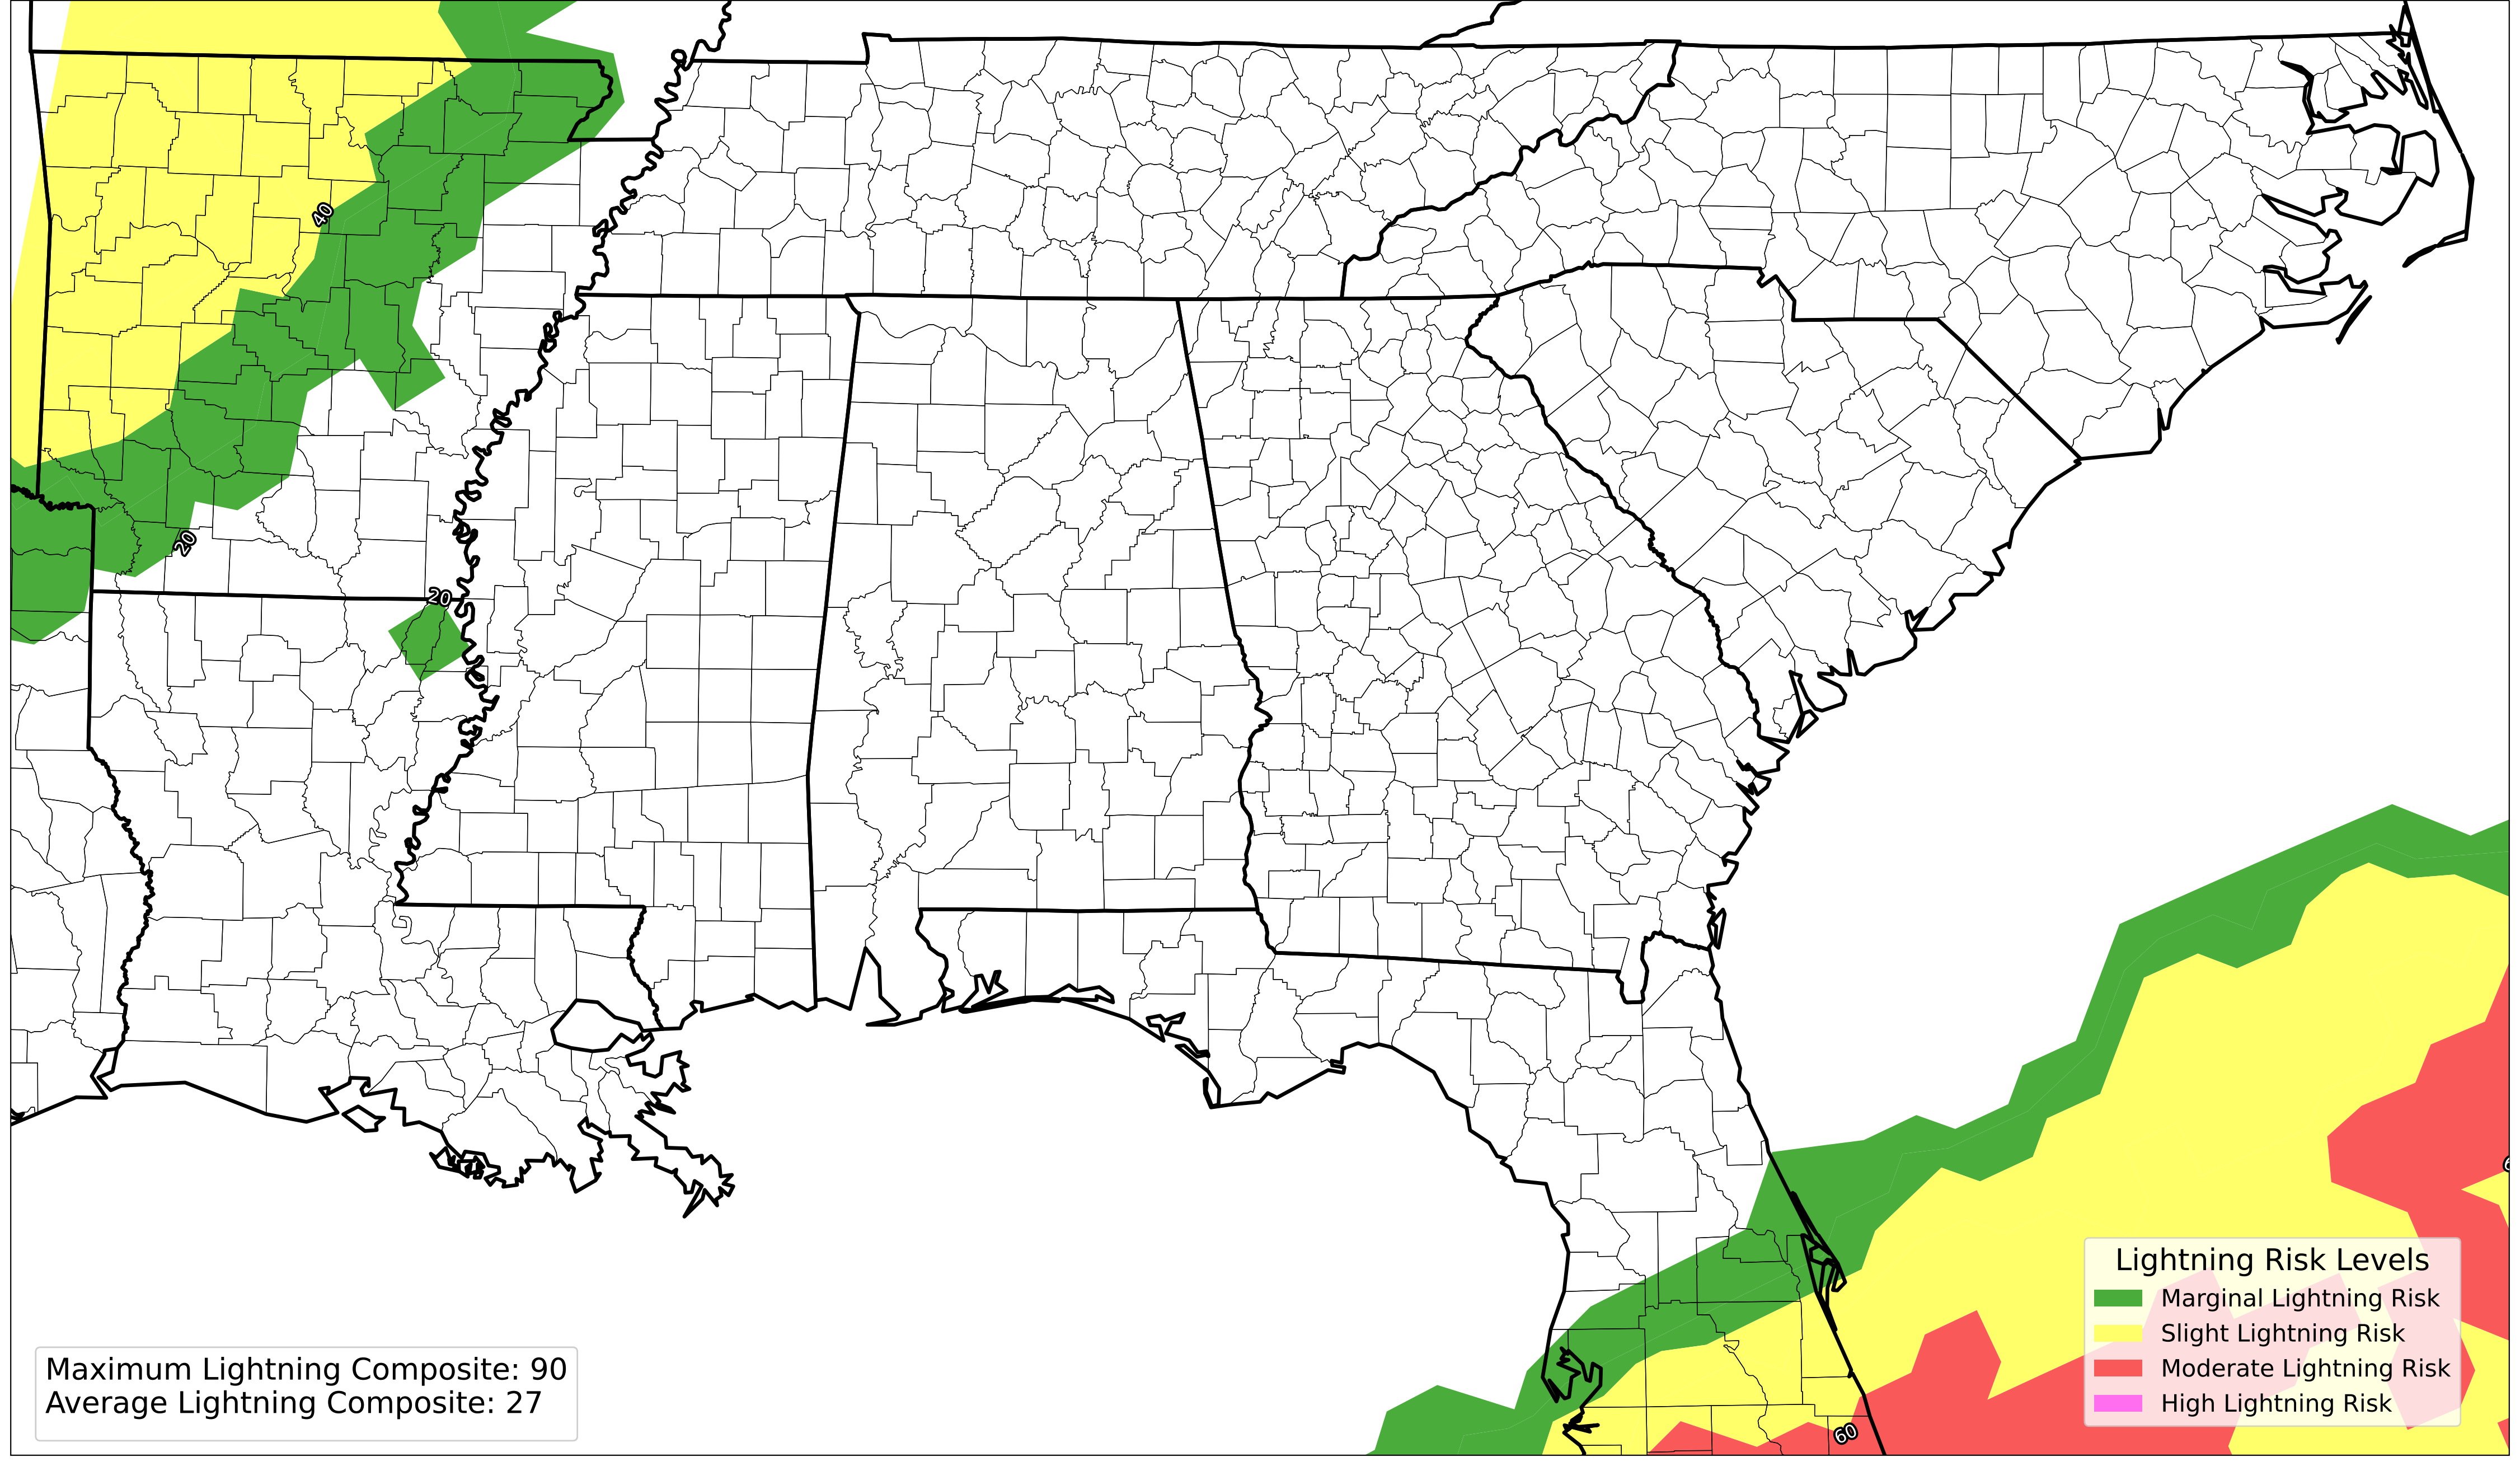 40
20
20
60
Lightning Risk Levels
Marginal Lightning Risk
Slight Lightning Risk
Moderate Lightning Risk
High Lightning Risk
Maximum Lightning Composite: 90
Average Lightning Composite: 27